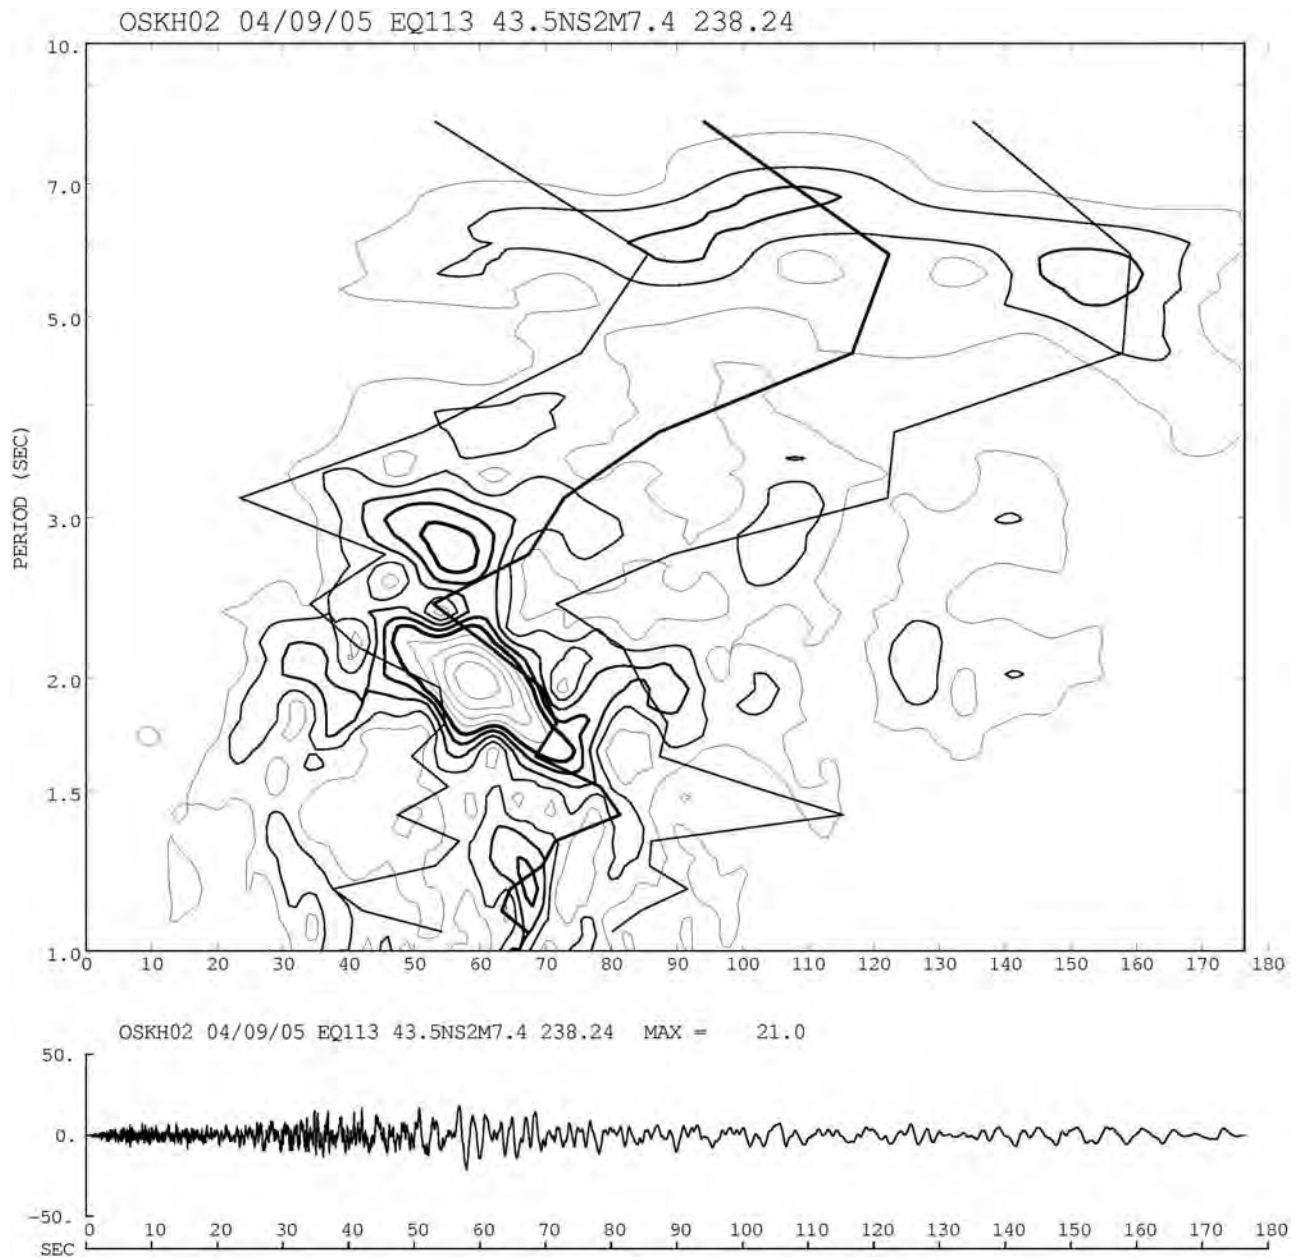 OSKH02 04/09/05 EQ113 43.5NS2M7.4 238.24
10.
7.0
5.0
3.0
2.0
1.5
1.0
PERIOD (SEC)
0 10 20 30 40 50 60 70 80 90 100 110 120 130 140 150 160 170 180
OSKH02 04/09/05 EQ113 43.5NS2M7.4 238.24 MAX = 21.0
50.
0.
-50.
0 10 20 30 40 50 60 70 80 90 100 110 120 130 140 150 160 170 180
SEC